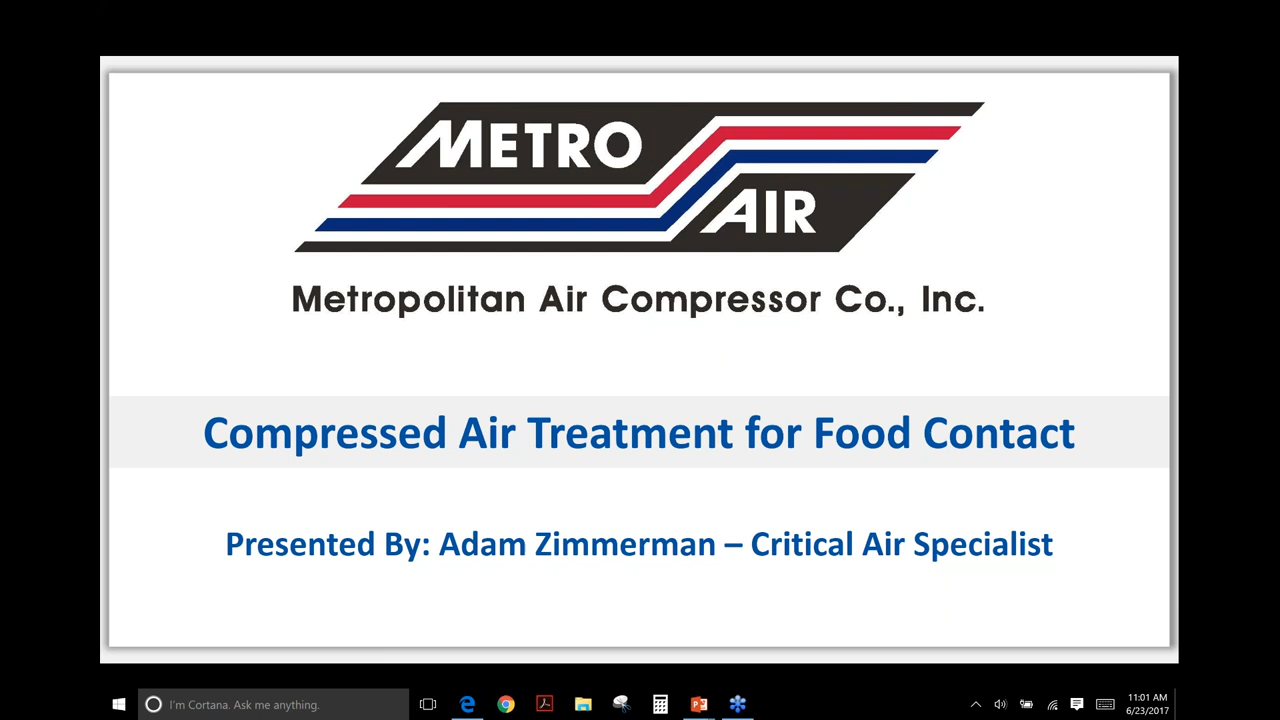 METRO
AIR
Metropolitan Air Compressor Co., Inc.
Compressed Air Treatment for Food Contact
Presented By: Adam Zimmerman – Critical Air Specialist
I'm Cortana. Ask me anything.
11:01 AM
6/23/2017